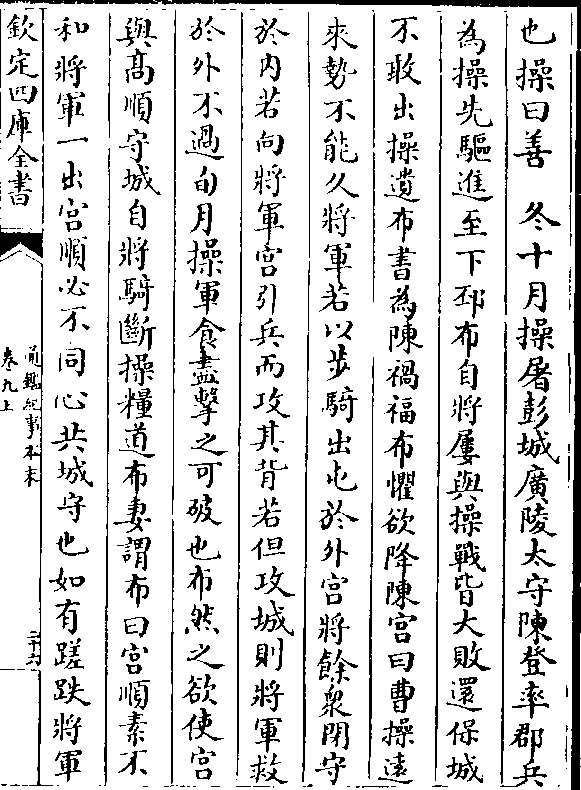 也操曰善　冬十月操屠彭城廣陵太守陳登率郡兵
為操先驅進至下邳布自將屢與操戰皆大敗還保城
不敢出操遺布書為陳禍福布懼欲降陳宫曰曹操逺
來勢不能久將軍若以步騎出屯於外宫將餘衆閉守
於内若向將軍宫引兵而攻其背若但攻城則將軍救
於外不過旬月操軍食盡擊之可破也布然之欲使宫
與髙順守城自將騎斷操糧道布妻謂布曰宫順素不
和將軍一出宫順必不同心共城守也如有蹉跌將軍
欽定四庫全書
通鑑紀事本末
卷九上
二十六